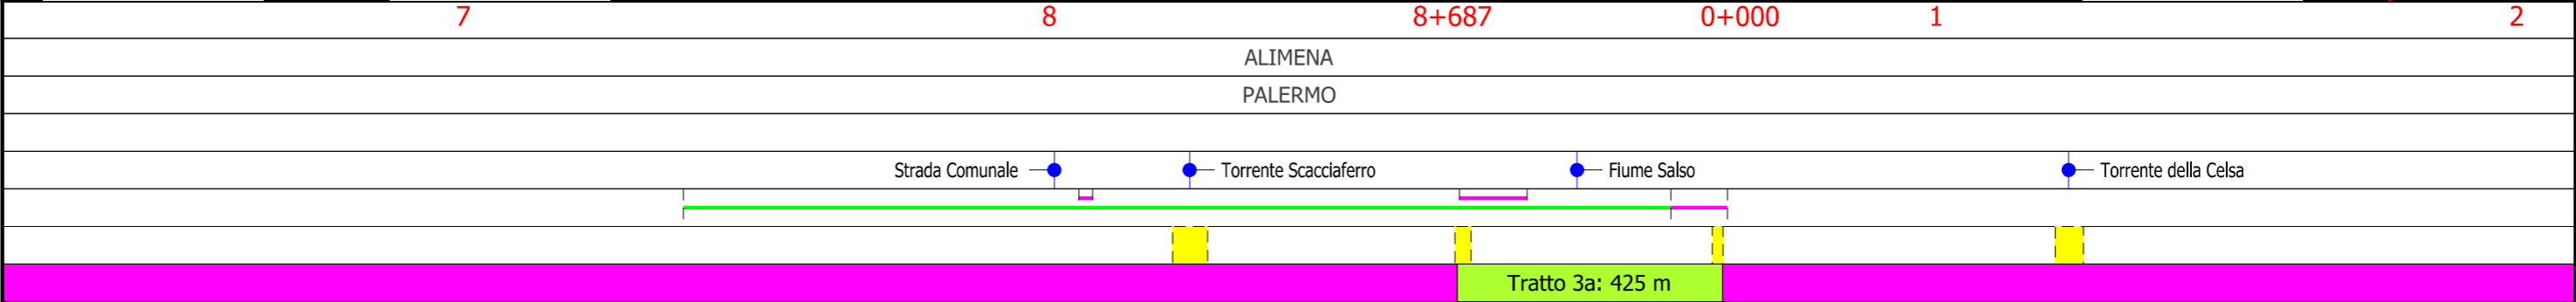 7 8 8+687 0+000 1 2
ALIMENA
PALERMO
Strada Comunale Torrente Scacciaferro Fiume Salso Torrente della Celsa
Tratto 3a: 425 m